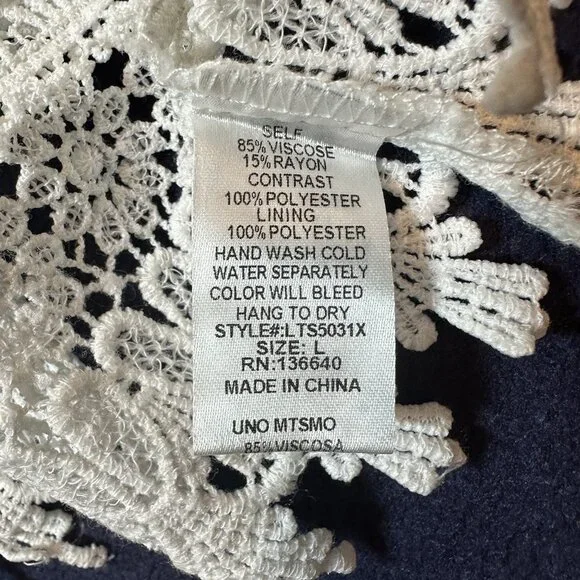 SELF
85%VISCOSE
15%RAYON
CONTRAST
100%POLYESTER
LINING
100%POLYESTER
HAND WASH COLD
WATER SEPARATELY
COLOR WILL BLEED
HANG TO DRY
STYLE#:LTS5031X
SIZE: L
RN:136640
MADE IN CHINA
UNO MTSMO
85%VISCOSA